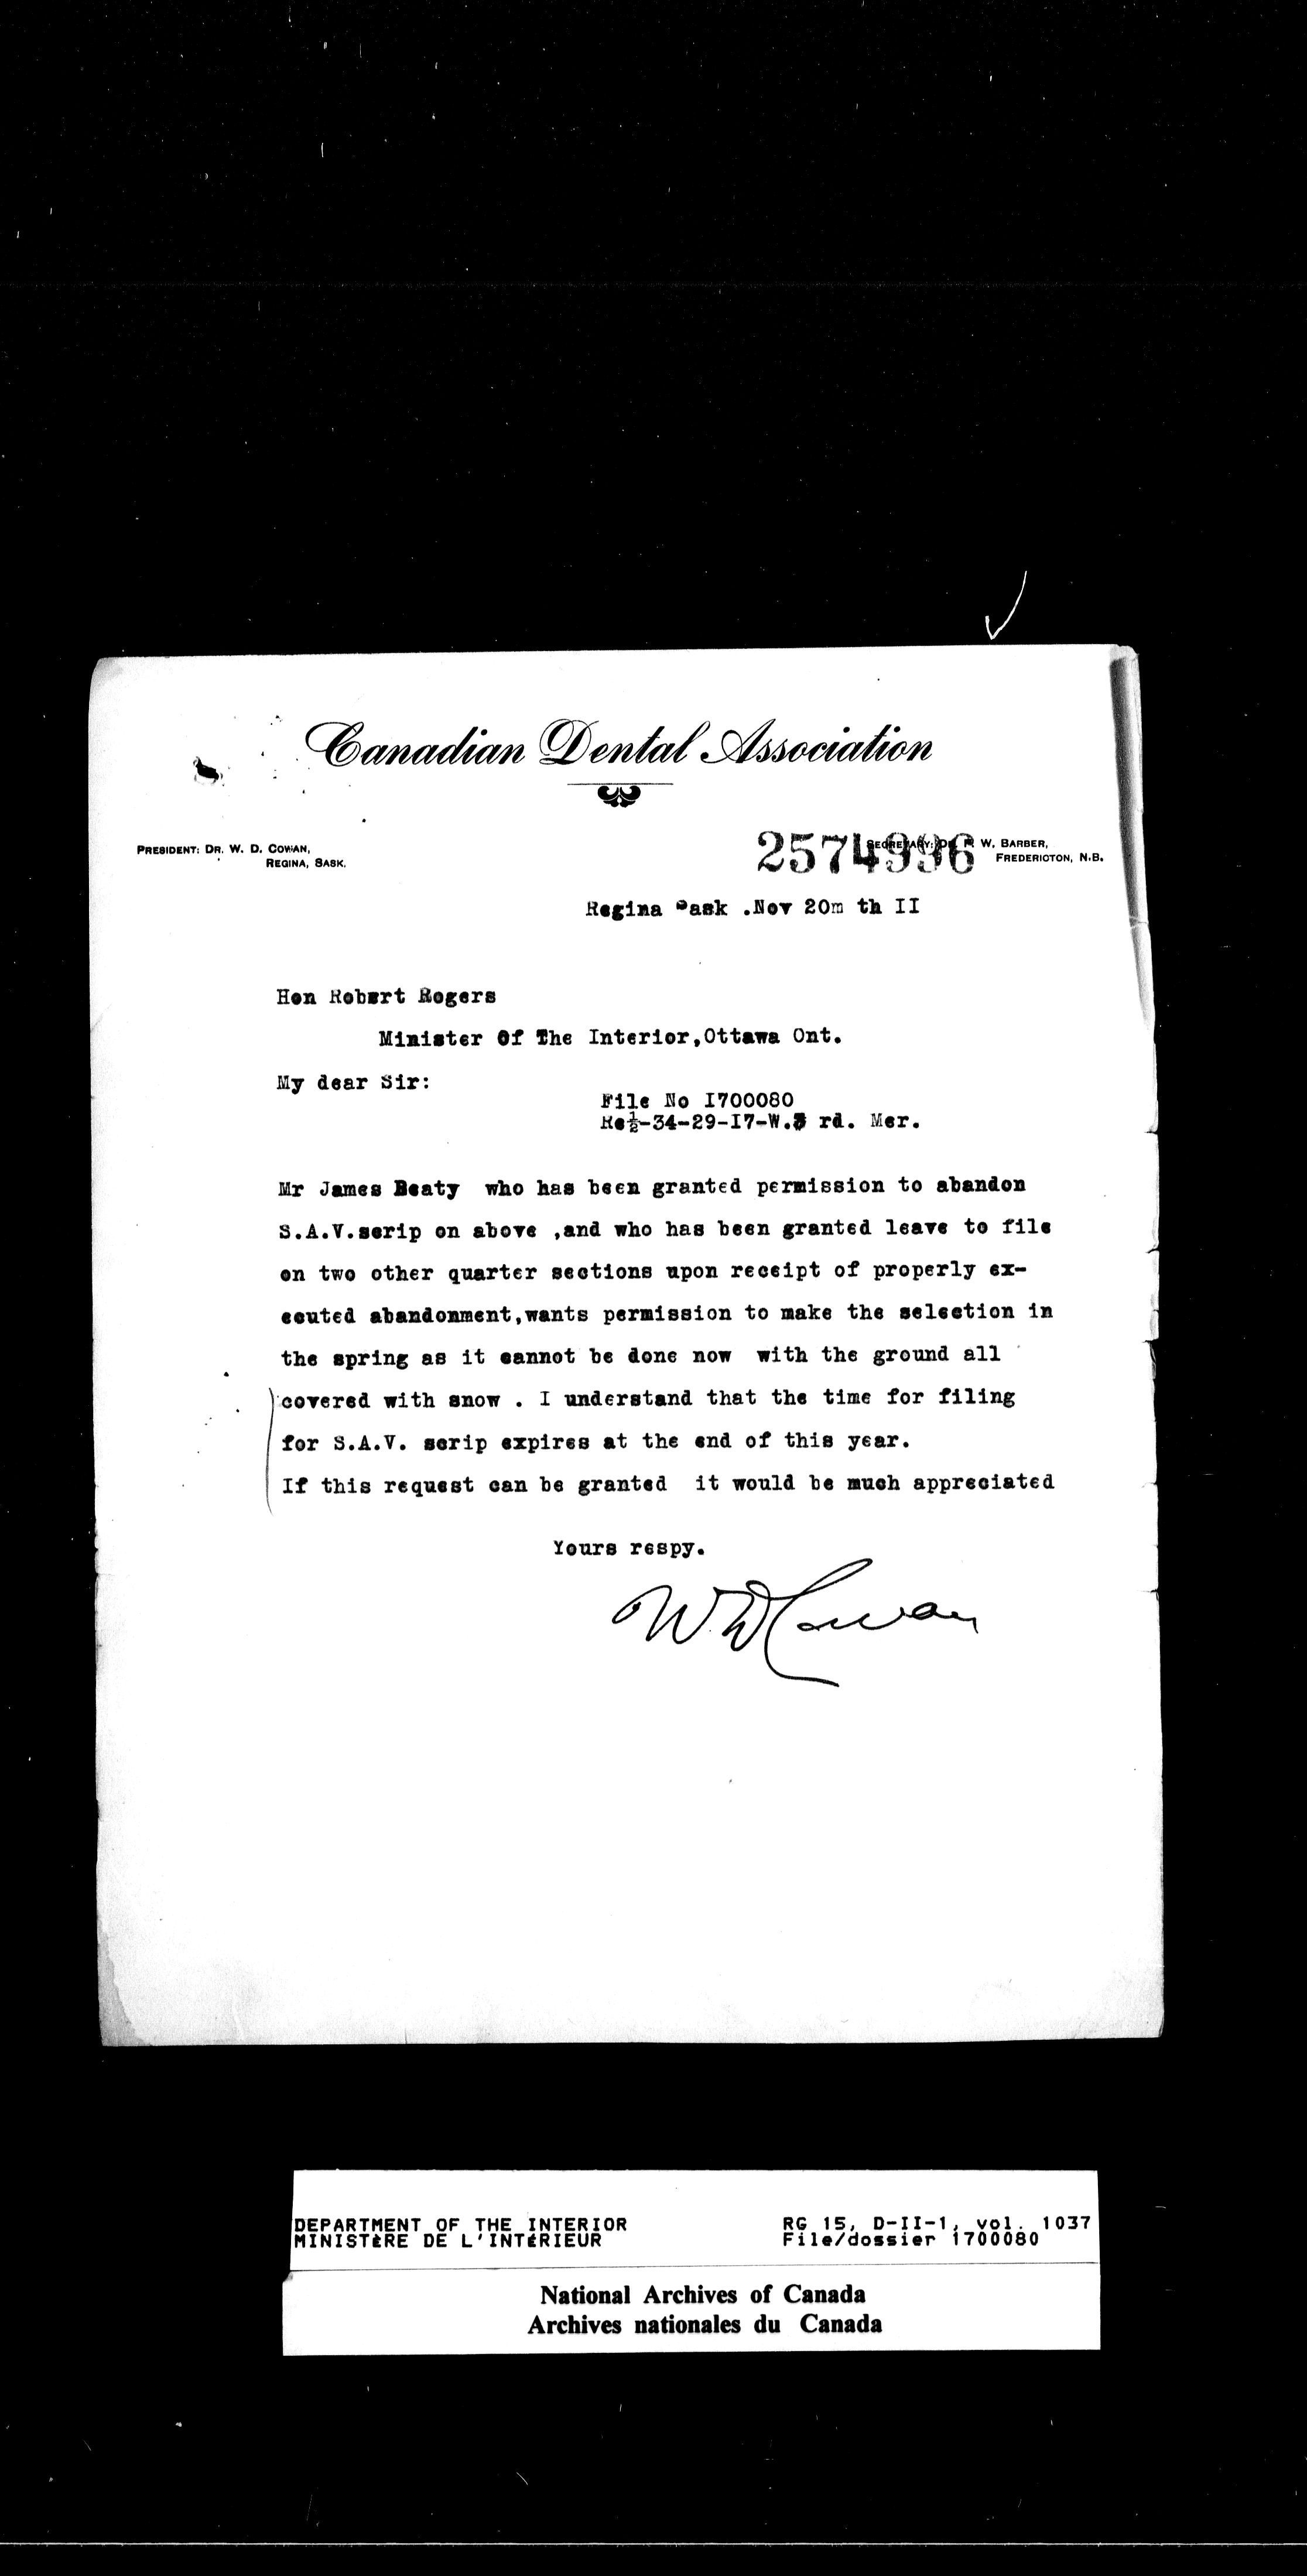 Canadian Dental Association
PRESIDENT: DR. W. D. COWAN,
REGINA, SASK.
2574996
SECRETARY: DR. F. W. BARBER,
FREDERICTON, N.B.
Regina Sask .Nov 20m th II
Hon Robert Rogers
Minister Of The Interior,Ottawa Ont.
My dear Sir:
File No I700080
Re½-34-29-I7-W.3 rd. Mer.
Mr James Beaty who has been granted permission to abandon
S.A.V.scrip on above ,and who has been granted leave to file
on two other quarter sections upon receipt of properly ex-
ecuted abandonment,wants permission to make the selection in
the spring as it cannot be done now with the ground all
covered with snow . I understand that the time for filing
for S.A.V. scrip expires at the end of this year.
If this request can be granted it would be much appreciated
Yours respy.
W D Cowan
DEPARTMENT OF THE INTERIOR
MINISTÈRE DE L'INTÉRIEUR
RG 15, D-II-1, vol. 1037
File/dossier 1700080
National Archives of Canada
Archives nationales du Canada